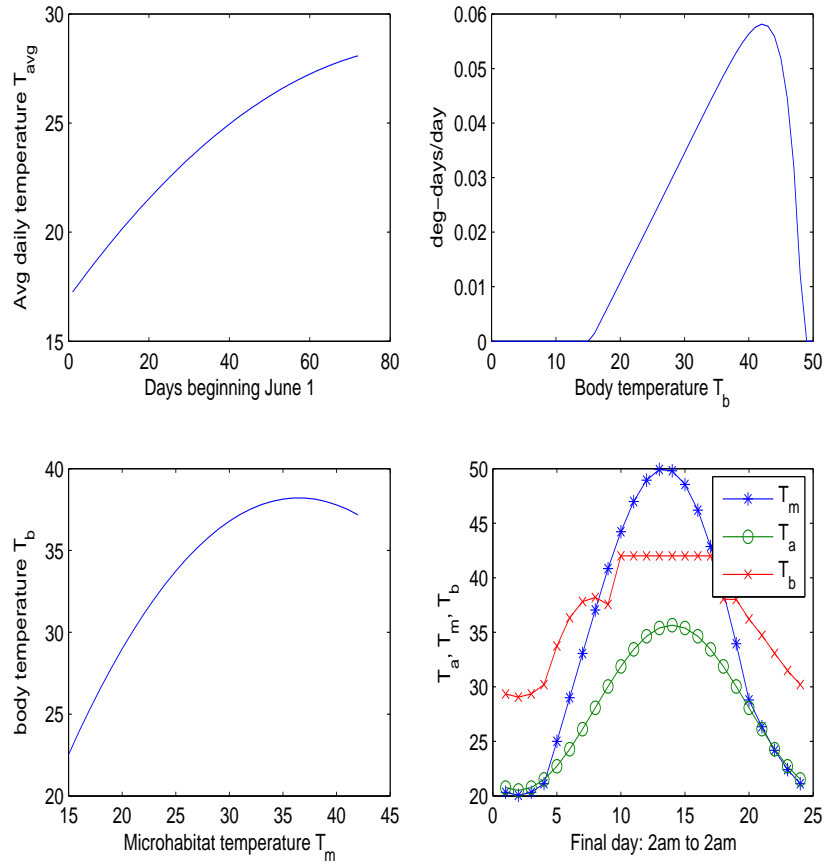 30
25
20
15
Avg daily temperature T_avg
0 20 40 60 80
Days beginning June 1
0.06
0.05
0.04
0.03
0.02
0.01
0
deg-days/day
0 10 20 30 40 50
Body temperature T_b
40
35
30
25
20
body temperature T_b
15 20 25 30 35 40 45
Microhabitat temperature T_m
50
45
40
35
30
25
20
T_a, T_m, T_b
T_m
T_a
T_b
0 5 10 15 20 25
Final day: 2am to 2am